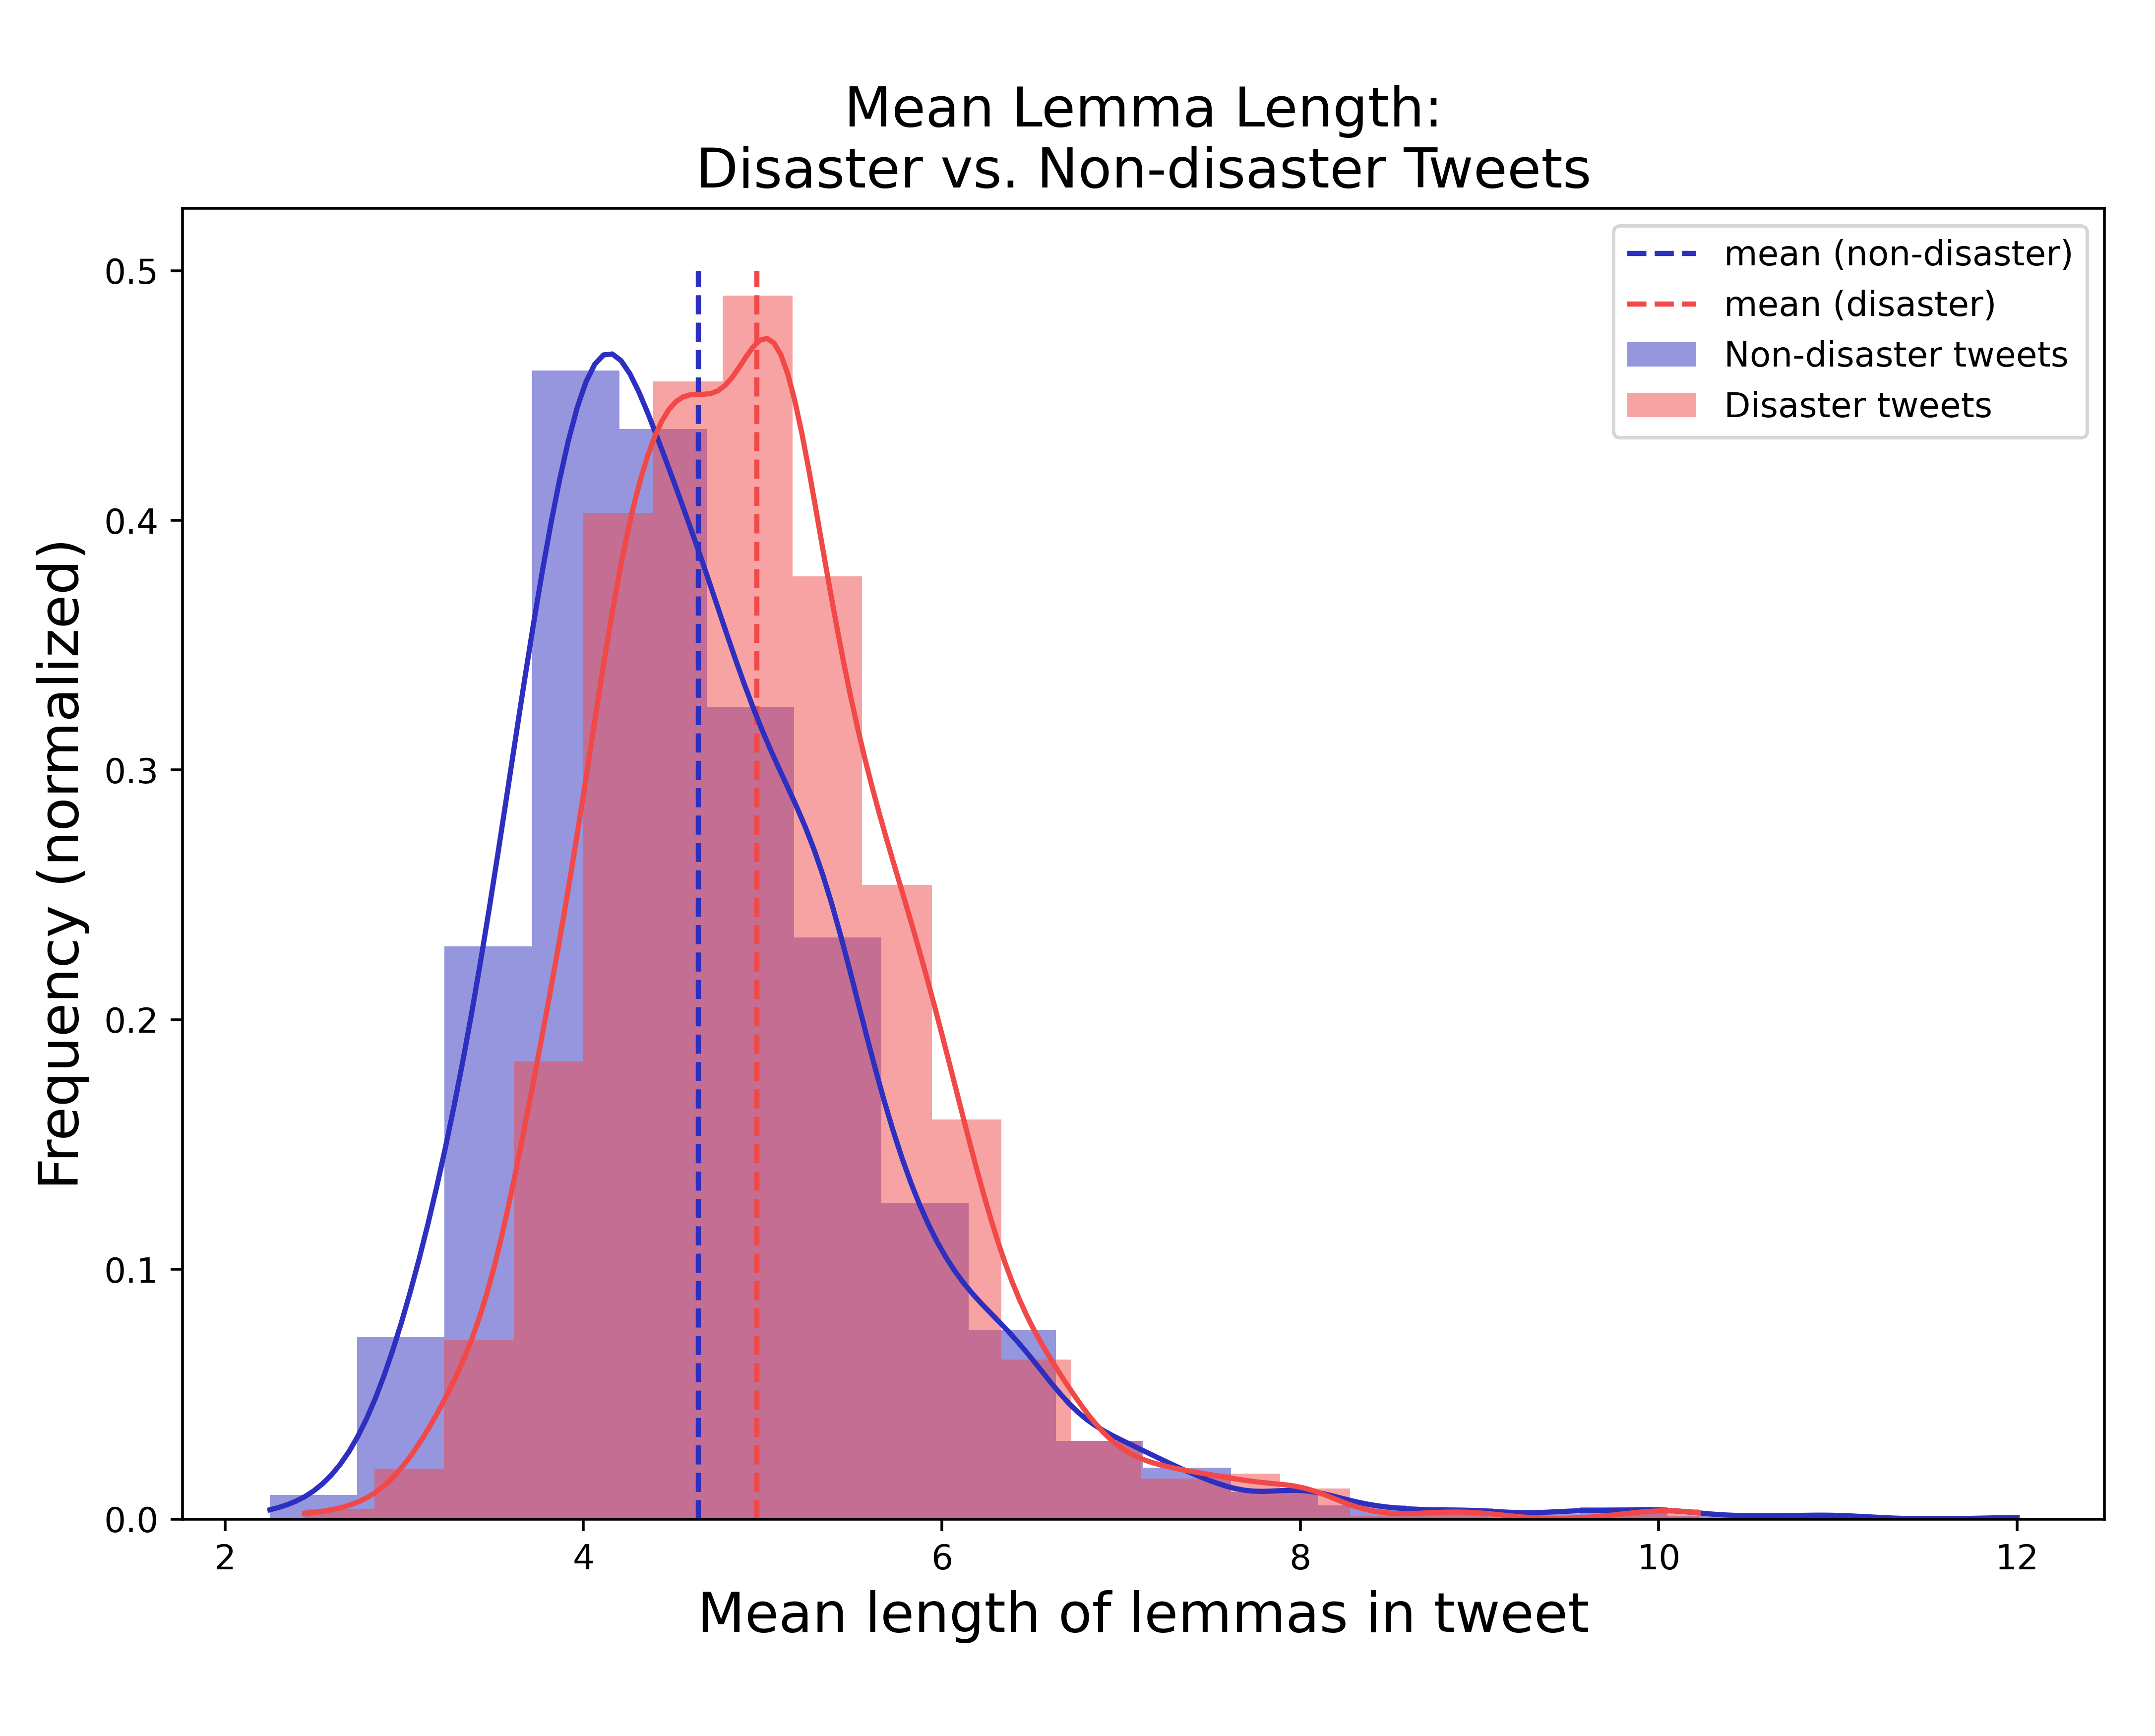 Mean Lemma Length:
Disaster vs. Non-disaster Tweets
mean (non-disaster)
mean (disaster)
Non-disaster tweets
Disaster tweets
Frequency (normalized)
0.5
0.4
0.3
0.2
0.1
0.0
2 4 6 8 10 12
Mean length of lemmas in tweet